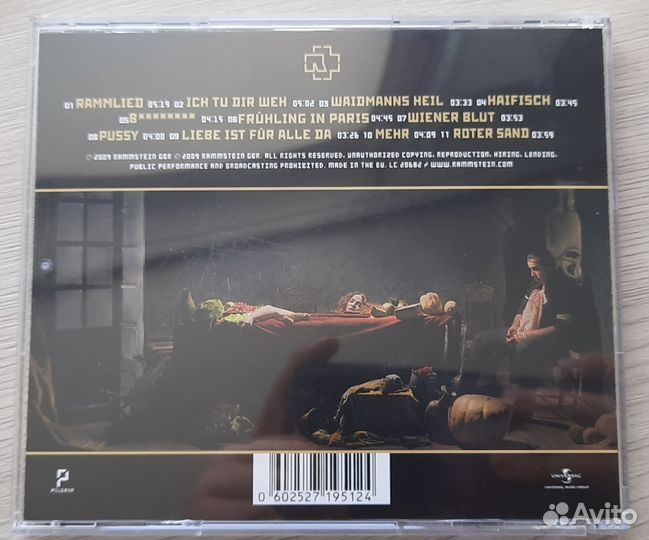 01 RAMMLIED 05:19 02 ICH TU DIR WEH 05:02 03 WAIDMANNS HEIL 03:33 04 HAIFISCH 03:45
05 B******** 04:15 06 FRÜHLING IN PARIS 04:45 07 WIENER BLUT 03:53
08 PUSSY 04:00 09 LIEBE IST FÜR ALLE DA 03:26 10 MEHR 04:09 11 ROTER SAND 03:59
℗ 2009 RAMMSTEIN GBR © 2009 RAMMSTEIN GBR. ALL RIGHTS RESERVED. UNAUTHORIZED COPYING, REPRODUCTION, HIRING, LENDING,
PUBLIC PERFORMANCE AND BROADCASTING PROHIBITED. MADE IN THE EU. LC 20682 / WWW.RAMMSTEIN.COM
PILGRIM
0 602527 195124
UNIVERSAL
UNIVERSAL MUSIC GROUP
Avito